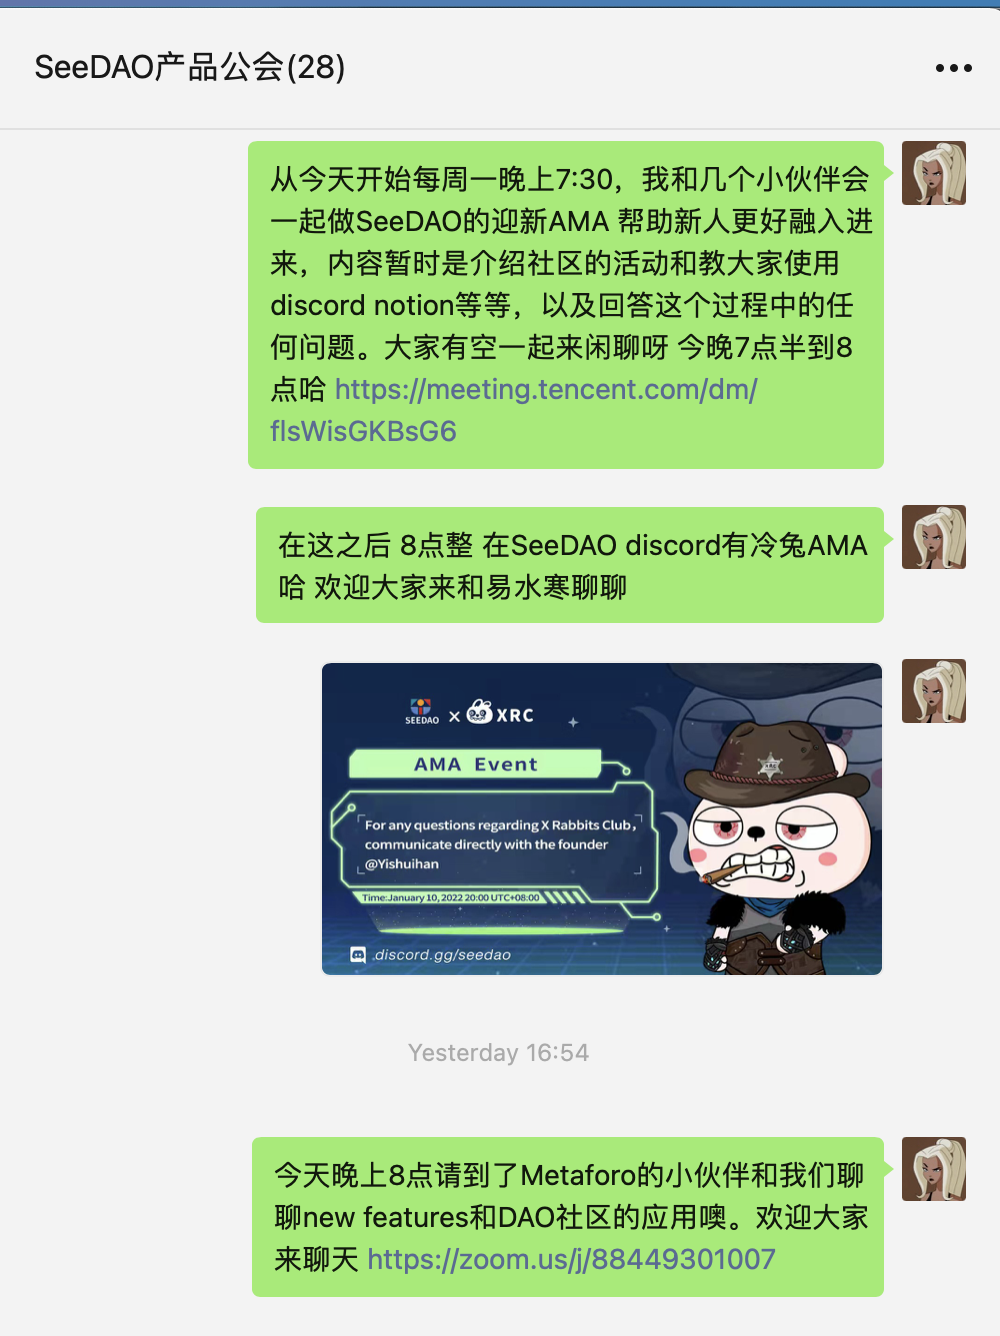 SeeDAO产品公会(28)
从今天开始每周一晚上7:30，我和几个小伙伴会
一起做SeeDAO的迎新AMA 帮助新人更好融入进
来，内容暂时是介绍社区的活动和教大家使用
discord notion等等，以及回答这个过程中的任
何问题。大家有空一起来闲聊呀 今晚7点半到8
点哈 https://meeting.tencent.com/dm/
flsWisGKBsG6
在这之后 8点整 在SeeDAO discord有冷兔AMA
哈 欢迎大家来和易水寒聊聊
SEEDAO × XRC
AMA Event
For any questions regarding X Rabbits Club，
communicate directly with the founder
@Yishuihan
Time:January 10, 2022 20:00 UTC+08:00
discord.gg/seedao
Yesterday 16:54
今天晚上8点请到了Metaforo的小伙伴和我们聊
聊new features和DAO社区的应用噢。欢迎大家
来聊天 https://zoom.us/j/88449301007